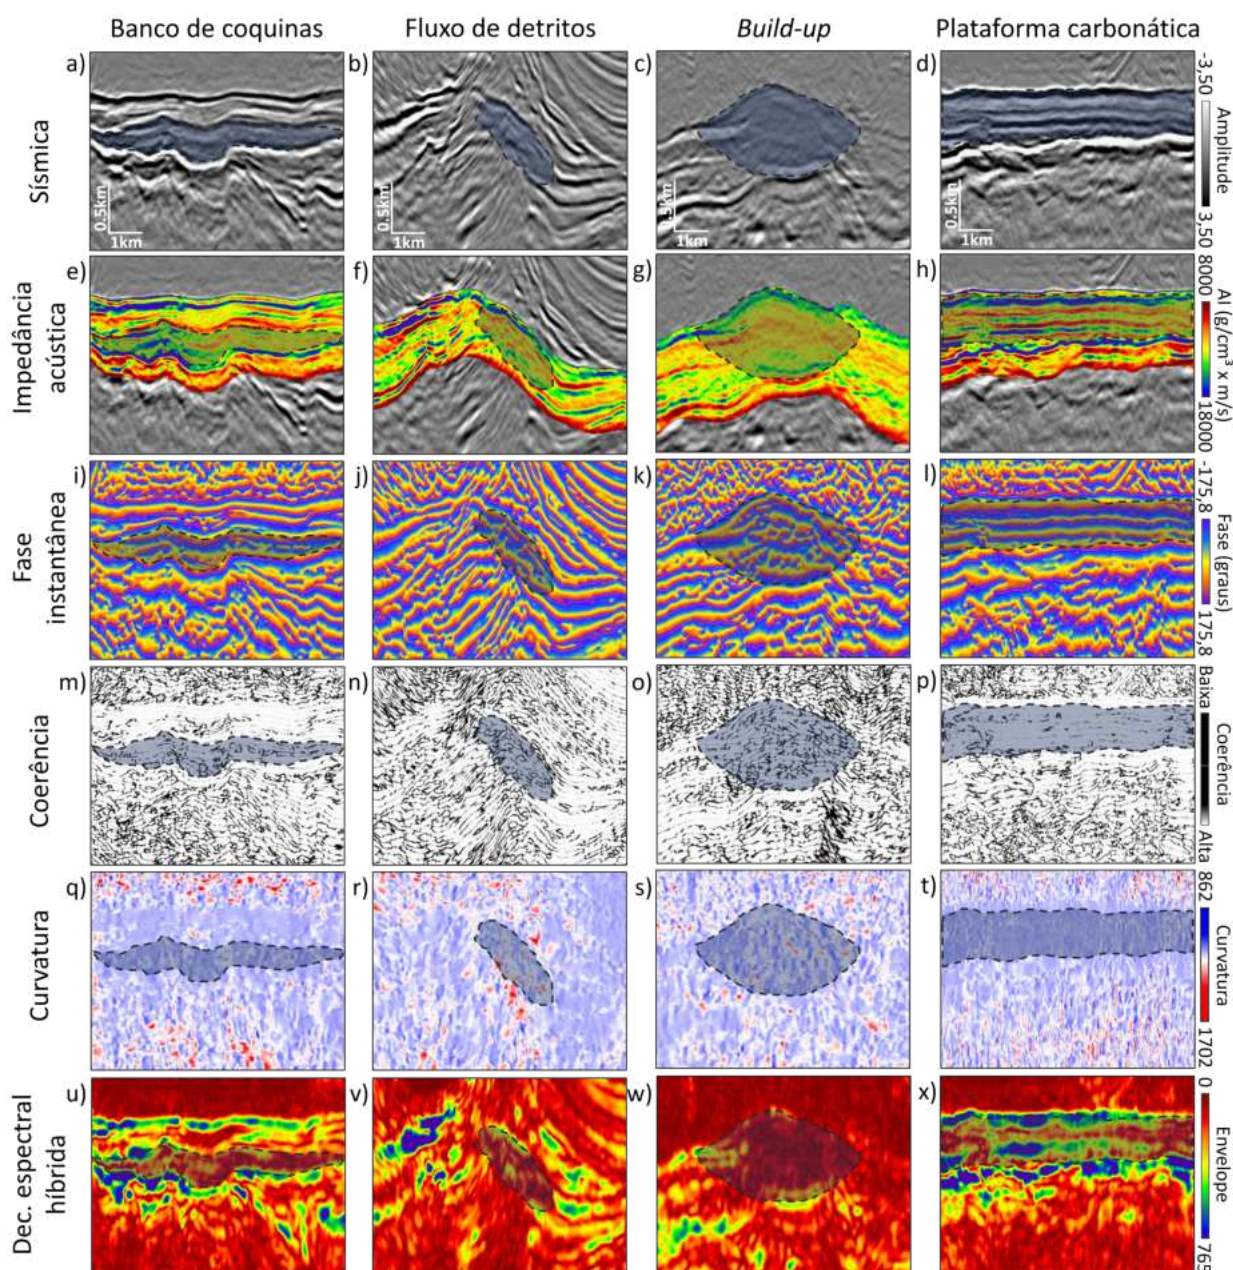 Banco de coquinas
Fluxo de detritos
Build-up
Plataforma carbonática
Sísmica
a)
b)
c)
d)
0.5km
1km
0.5km
1km
.5km
1km
0.5km
1km
-3,50
Amplitude
3,50
Impedância
acústica
e)
f)
g)
h)
8000
AI (g/cm³ x m/s)
18000
Fase
instantânea
i)
j)
k)
l)
-175,8
Fase (graus)
175,8
Coerência
m)
n)
o)
p)
Baixa
Coerência
Alta
Curvatura
q)
r)
s)
t)
862
Curvatura
1702
Dec. espectral
híbrida
u)
v)
w)
x)
0
Envelope
765